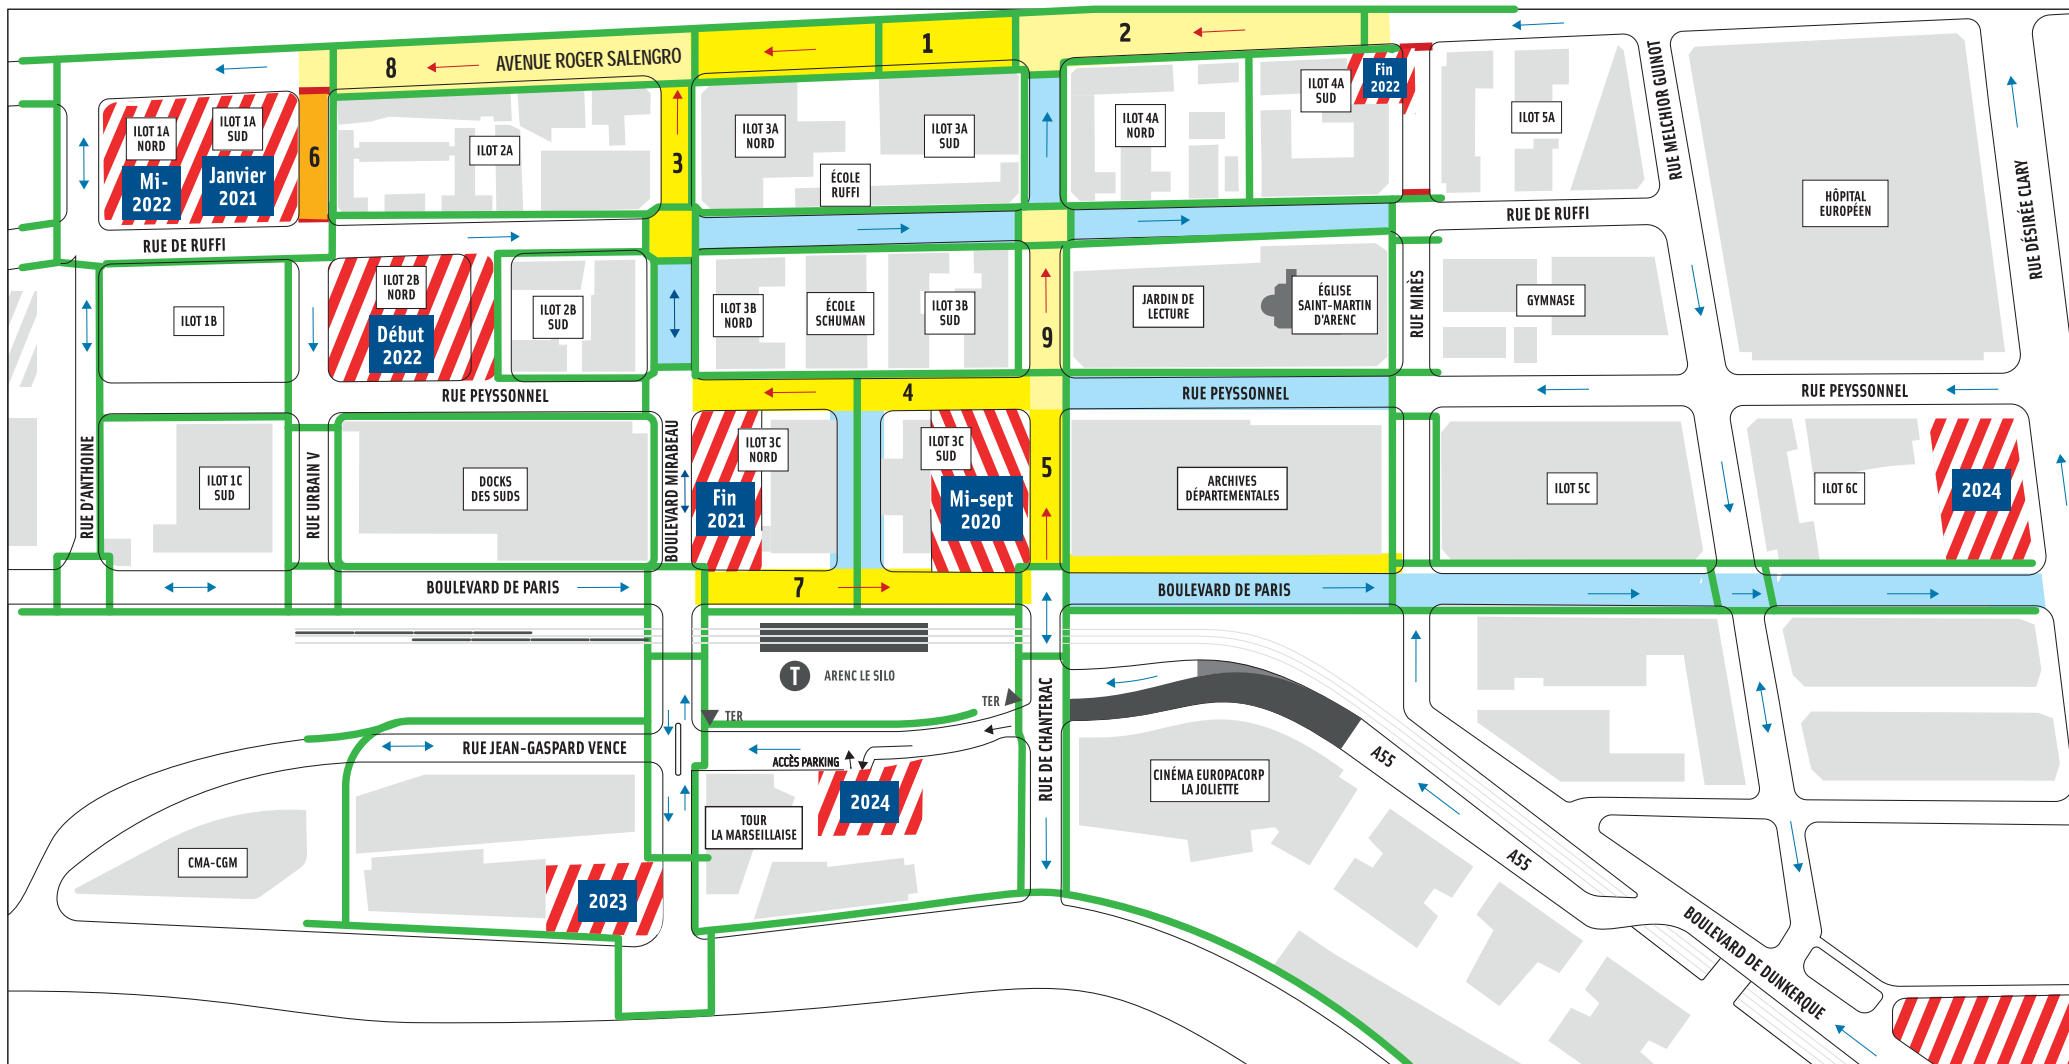 1
2
8
AVENUE ROGER SALENGRO
RUE MELCHIOR GUINOT
ILOT 1A
NORD
Mi-
2022
ILOT 1A
SUD
Janvier
2021
6
ILOT 2A
3
ILOT 3A
NORD
ÉCOLE
RUFFI
ILOT 3A
SUD
ILOT 4A
NORD
ILOT 4A
SUD
Fin
2022
ILOT 5A
HÔPITAL
EUROPÉEN
RUE DÉSIRÉE CLARY
RUE DE RUFFI
RUE DE RUFFI
ILOT 1B
ILOT 2B
NORD
Début
2022
ILOT 2B
SUD
ILOT 3B
NORD
ÉCOLE
SCHUMAN
ILOT 3B
SUD
9
JARDIN DE
LECTURE
ÉGLISE
SAINT-MARTIN
D'ARENC
RUE MIRÈS
GYMNASE
RUE PEYSSONNEL
4
RUE PEYSSONNEL
RUE PEYSSONNEL
RUE D'ANTHOINE
ILOT 1C
SUD
RUE URBAIN V
DOCKS
DES SUDS
BOULEVARD MIRABEAU
ILOT 3C
NORD
Fin
2021
ILOT 3C
SUD
Mi-sept
2020
5
ARCHIVES
DÉPARTEMENTALES
ILOT 5C
ILOT 6C
2024
BOULEVARD DE PARIS
7
BOULEVARD DE PARIS
T
ARENC LE SILO
TER
TER
RUE DE CHANTERAC
RUE JEAN-GASPARD VENCE
ACCÈS PARKING
2024
TOUR
LA MARSEILLAISE
CINÉMA EUROPACORP
LA JOLIETTE
A55
A55
CMA-CGM
2023
BOULEVARD DE DUNKERQUE